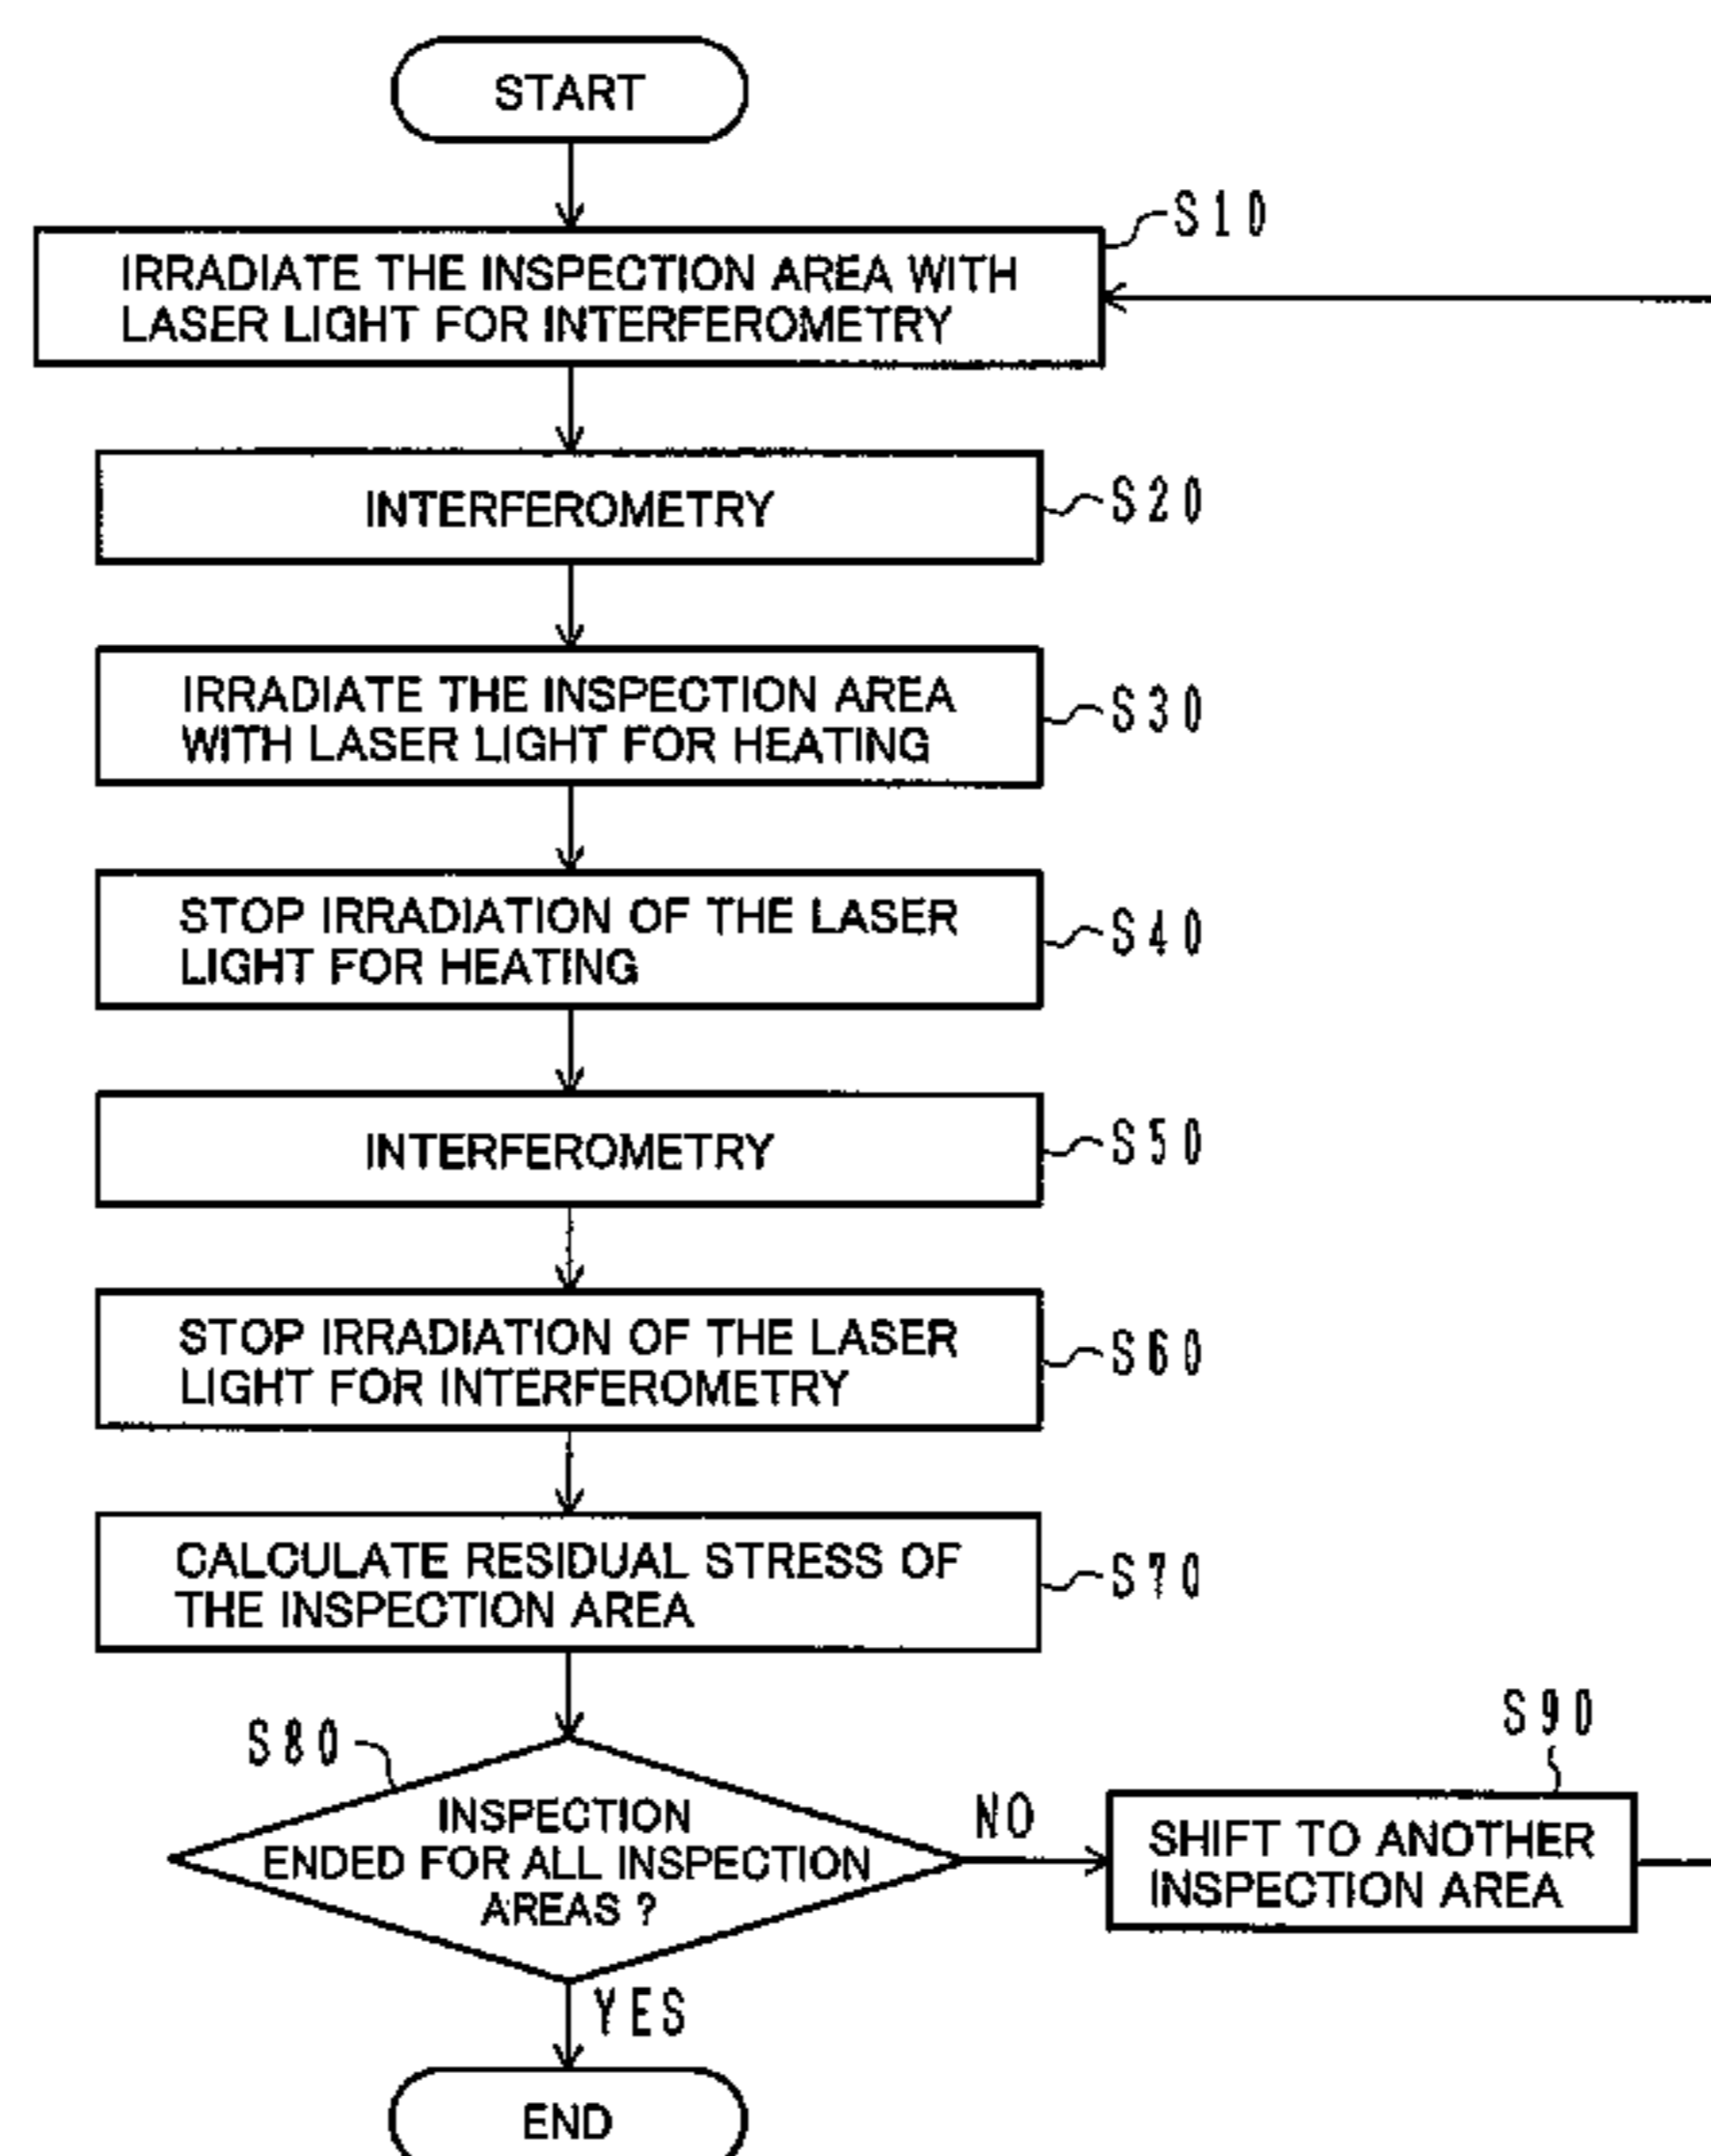 START
S10
IRRADIATE THE INSPECTION AREA WITH
LASER LIGHT FOR INTERFEROMETRY
INTERFEROMETRY
S20
IRRADIATE THE INSPECTION AREA
WITH LASER LIGHT FOR HEATING
S30
STOP IRRADIATION OF THE LASER
LIGHT FOR HEATING
S40
INTERFEROMETRY
S50
STOP IRRADIATION OF THE LASER
LIGHT FOR INTERFEROMETRY
S60
CALCULATE RESIDUAL STRESS OF
THE INSPECTION AREA
S70
S80
INSPECTION
ENDED FOR ALL INSPECTION
AREAS ?
NO
S90
SHIFT TO ANOTHER
INSPECTION AREA
YES
END